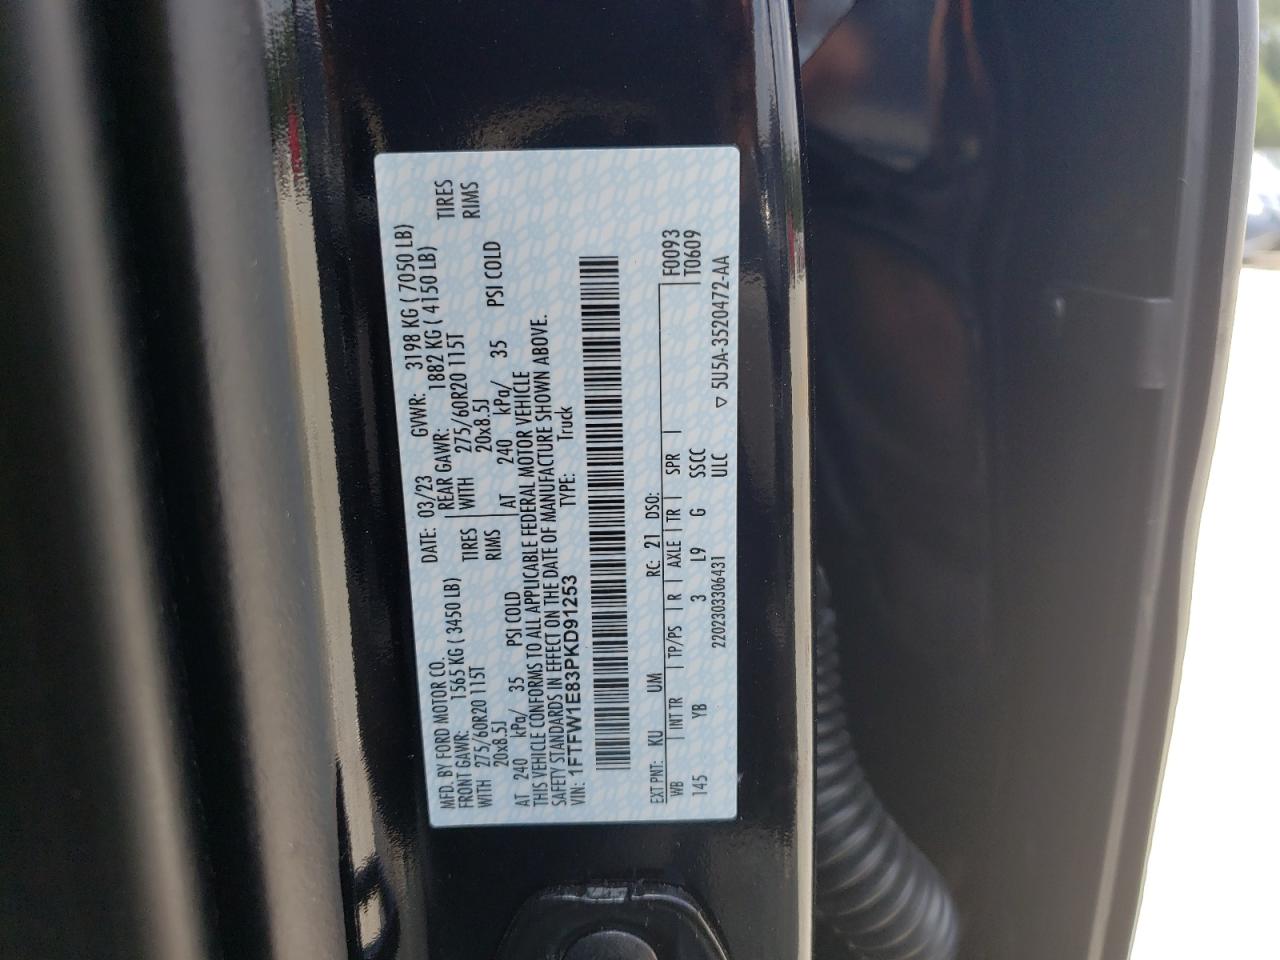 MFD. BY FORD MOTOR CO. DATE: 03/23 GVWR: 3198 KG ( 7050 LB)
FRONT GAWR: 1565 KG ( 3450 LB) REAR GAWR: 1882 KG ( 4150 LB)
WITH 275/60R20 115T TIRES WITH 275/60R20 115T TIRES
20x8.5J RIMS 20x8.5J RIMS
AT 240 kPa/ 35 PSI COLD AT 240 kPa/ 35 PSI COLD
THIS VEHICLE CONFORMS TO ALL APPLICABLE FEDERAL MOTOR VEHICLE
SAFETY STANDARDS IN EFFECT ON THE DATE OF MANUFACTURE SHOWN ABOVE.
VIN: 1FTFW1E83PKD91253 TYPE: Truck
EXT PNT: KU UM RC: 21 DSO: F0093
WB INT TR TP/PS R AXLE TR SPR T0609
145 YB 3 L9 G SSCC
2202303306431 ULC ▽ 5U5A-3520472-AA